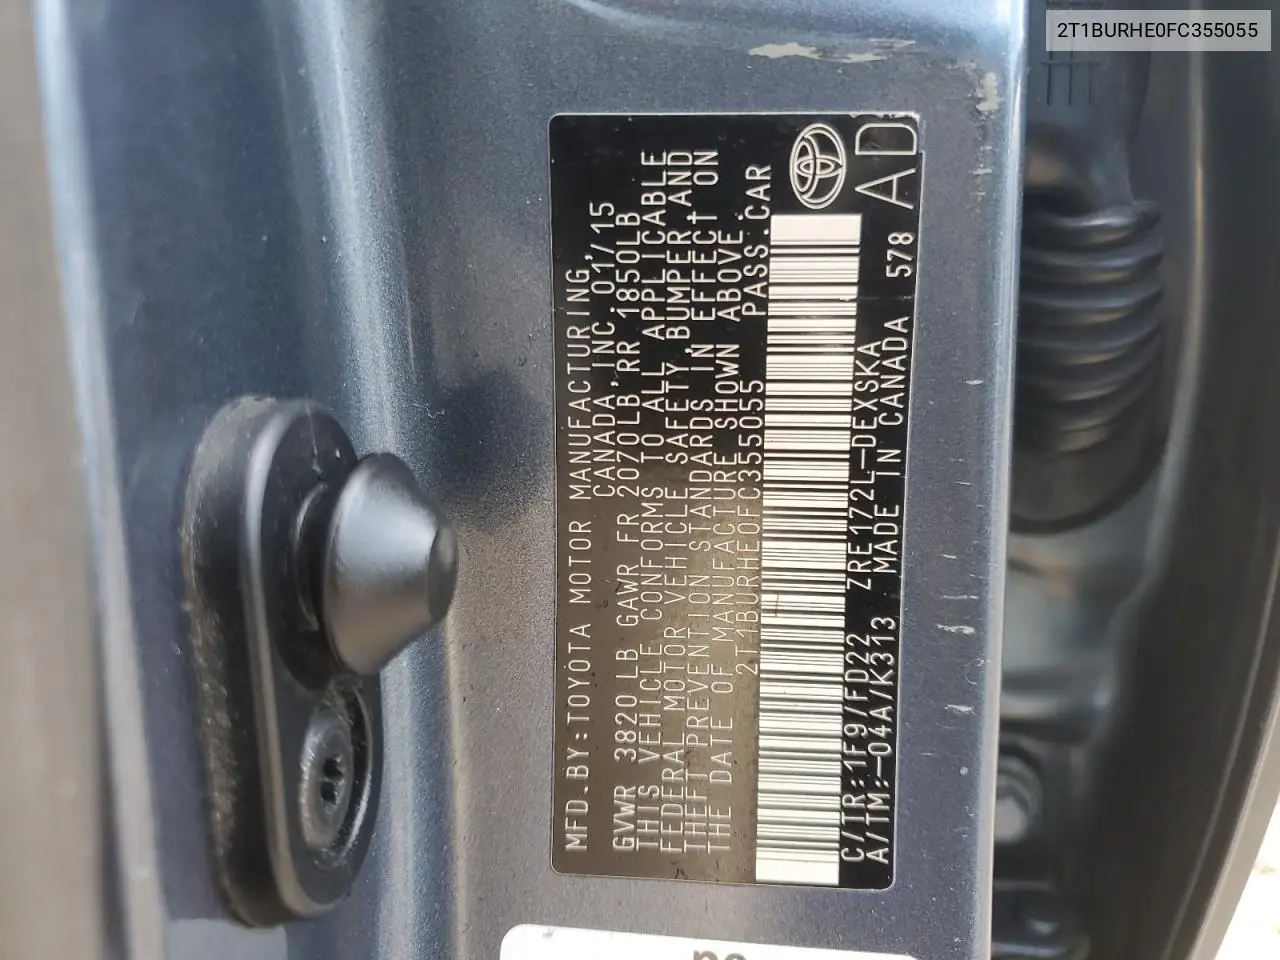 2T1BURHE0FC355055
MFD.BY:TOYOTA MOTOR MANUFACTURING,
CANADA,INC. 01/15
GVWR 3820LB GAWR FR 2070LB RR 1850LB
THIS VEHICLE CONFORMS TO ALL APPLICABLE
FEDERAL MOTOR VEHICLE SAFETY, BUMPER, AND
THEFT PREVENTION STANDARDS IN EFFECT ON
THE DATE OF MANUFACTURE SHOWN ABOVE.
2T1BURHE0FC355055 PASS.CAR
C/TR:1F9/FD22 ZRE172L-DEXSKA
A/TM:-04A/K313 MADE IN CANADA 578
AD